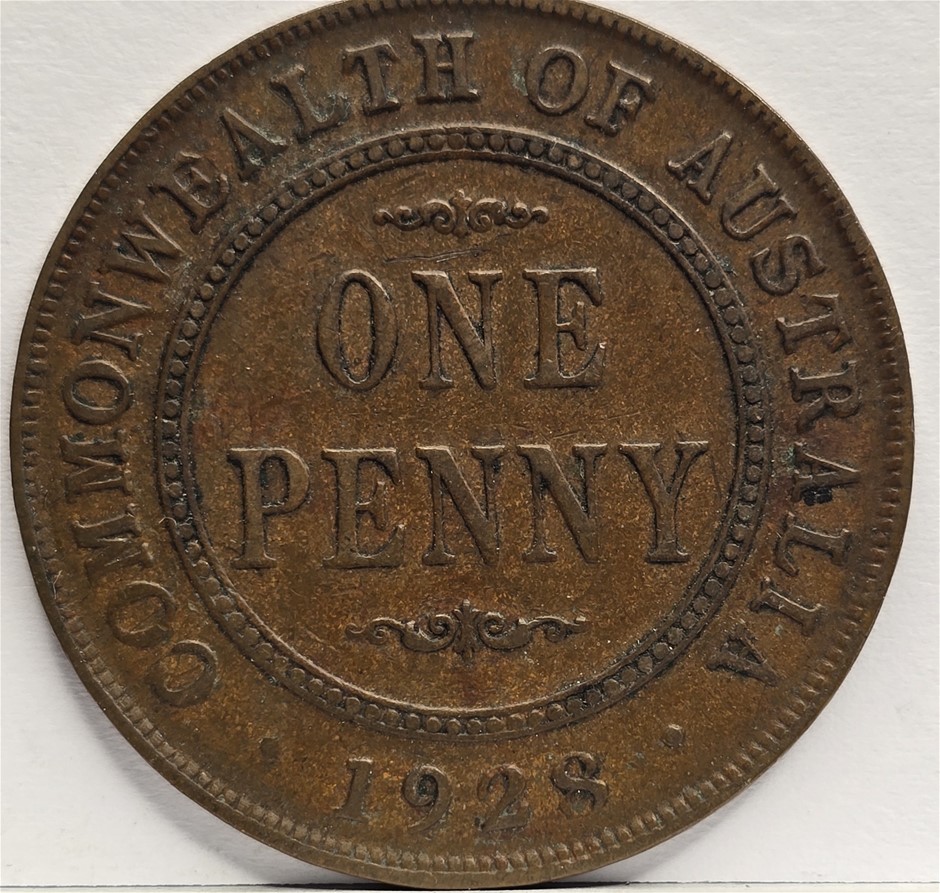 COMMONWEALTH OF AUSTRALIA
ONE
PENNY
· 1928 ·